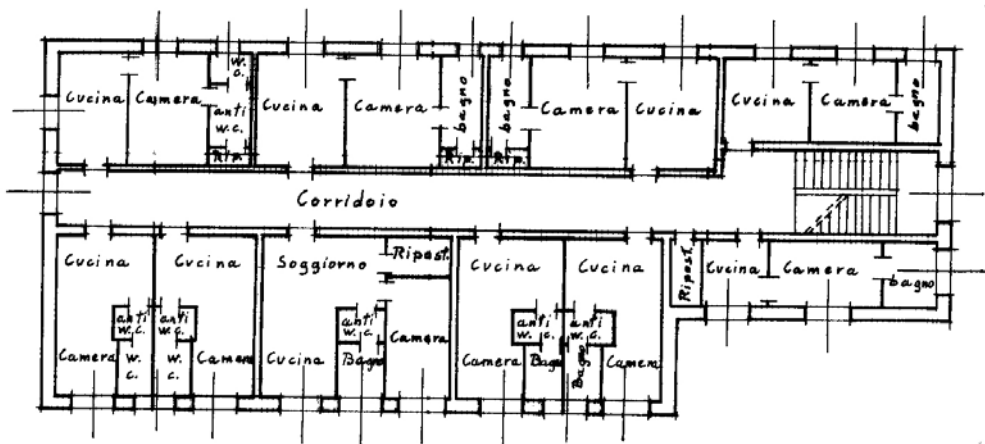 w.
c.
Cucina Camera
anti
w.c.
Rip.
Cucina Camera bagno
Rip.
bagno
Rip.
Camera Cucina
Cucina Camera bagno
Corridoio
Cucina Cucina
anti
w.c.
anti
w.c.
Camera w.
c.
w.
c.
Camera
Soggiorno Ripost.
anti
w.c.
Cucina Bagno Camera
Cucina Cucina
anti
w.c.
anti
w.c.
Camera Bagno Bagno Camera
Ripost. Cucina Camera bagno